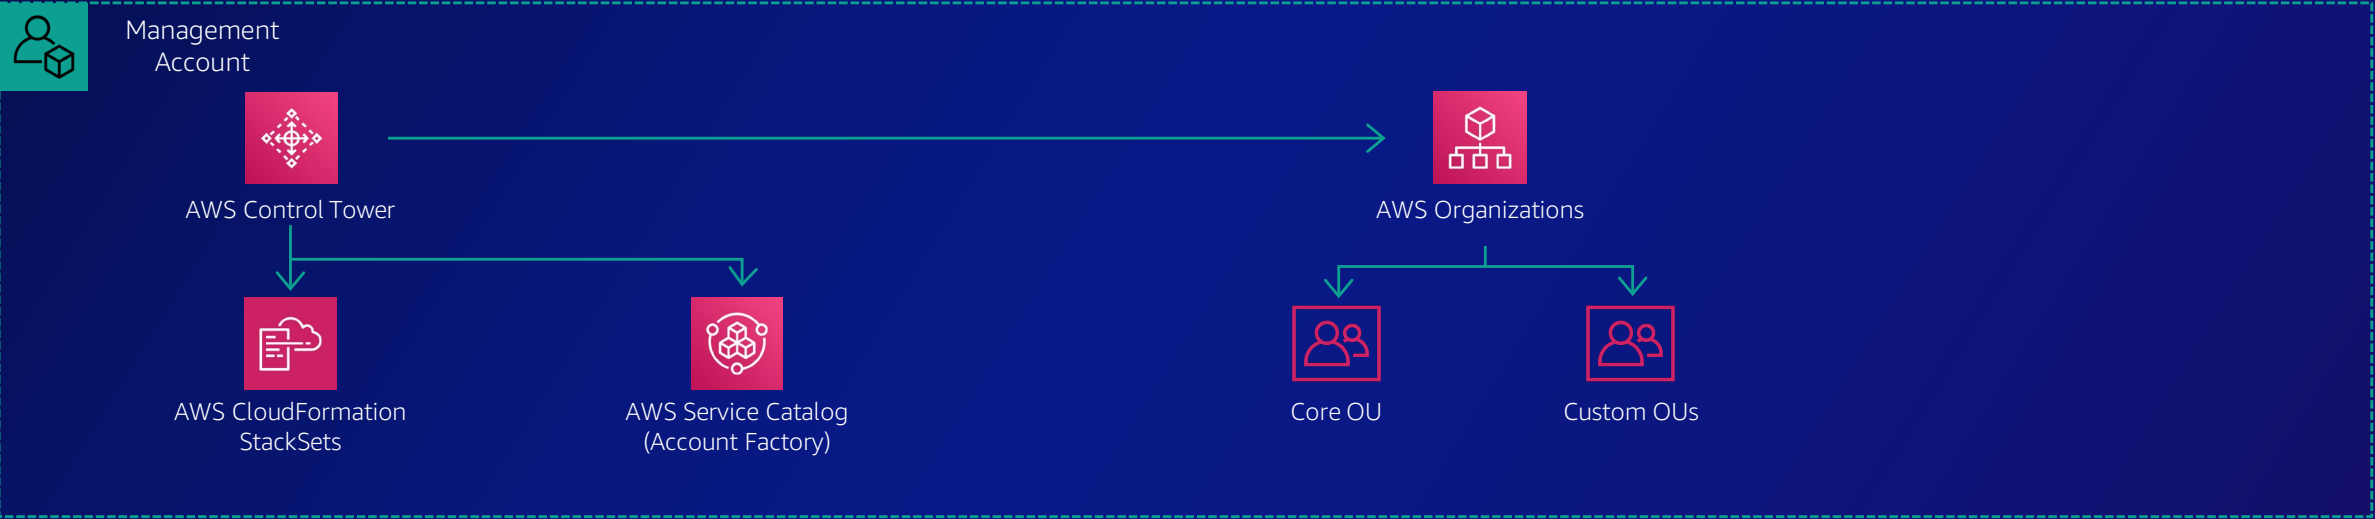 Management
Account
AWS Control Tower
AWS Organizations
AWS CloudFormation
StackSets
AWS Service Catalog
(Account Factory)
Core OU
Custom OUs